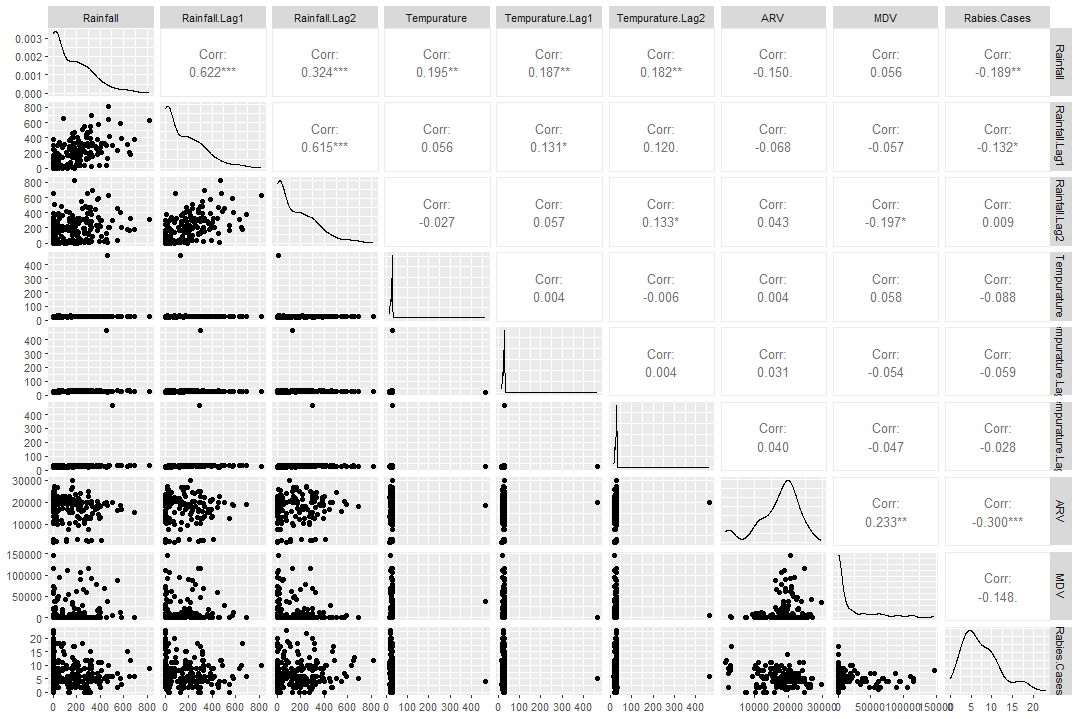 Rainfall Rainfall.Lag1 Rainfall.Lag2 Tempurature Tempurature.Lag1 Tempurature.Lag2 ARV MDV Rabies.Cases
0.003
0.002
0.001
0.000
Corr: Corr: Corr: Corr: Corr: Corr: Corr: Corr:
0.622*** 0.324*** 0.195** 0.187** 0.182** -0.150. 0.056 -0.189**
Rainfall
800
600
400
200
0
Corr: Corr: Corr: Corr: Corr: Corr: Corr:
0.615*** 0.056 0.131* 0.120. -0.068 -0.057 -0.132*
Rainfall.Lag1
800
600
400
200
0
Corr: Corr: Corr: Corr: Corr: Corr:
-0.027 0.057 0.133* 0.043 -0.197* 0.009
Rainfall.Lag2
400
300
200
100
0
Corr: Corr: Corr: Corr: Corr:
0.004 -0.006 0.004 0.058 -0.088
Tempurature
400
300
200
100
0
Corr: Corr: Corr: Corr:
0.004 0.031 -0.054 -0.059
mpurature.Lag
400
300
200
100
0
Corr: Corr: Corr:
0.040 -0.047 -0.028
mpurature.Lag
30000
20000
10000
Corr: Corr:
0.233** -0.300***
ARV
150000
100000
50000
0
Corr:
-0.148.
MDV
20
15
10
5
0
Rabies.Cases
0 200 400 600 800 0 200 400 600 800 0 200 400 600 800 0 100 200 300 400 0 100 200 300 400 0 100 200 300 400 10000 20000 30000 50000 100000 150000 5 10 15 20